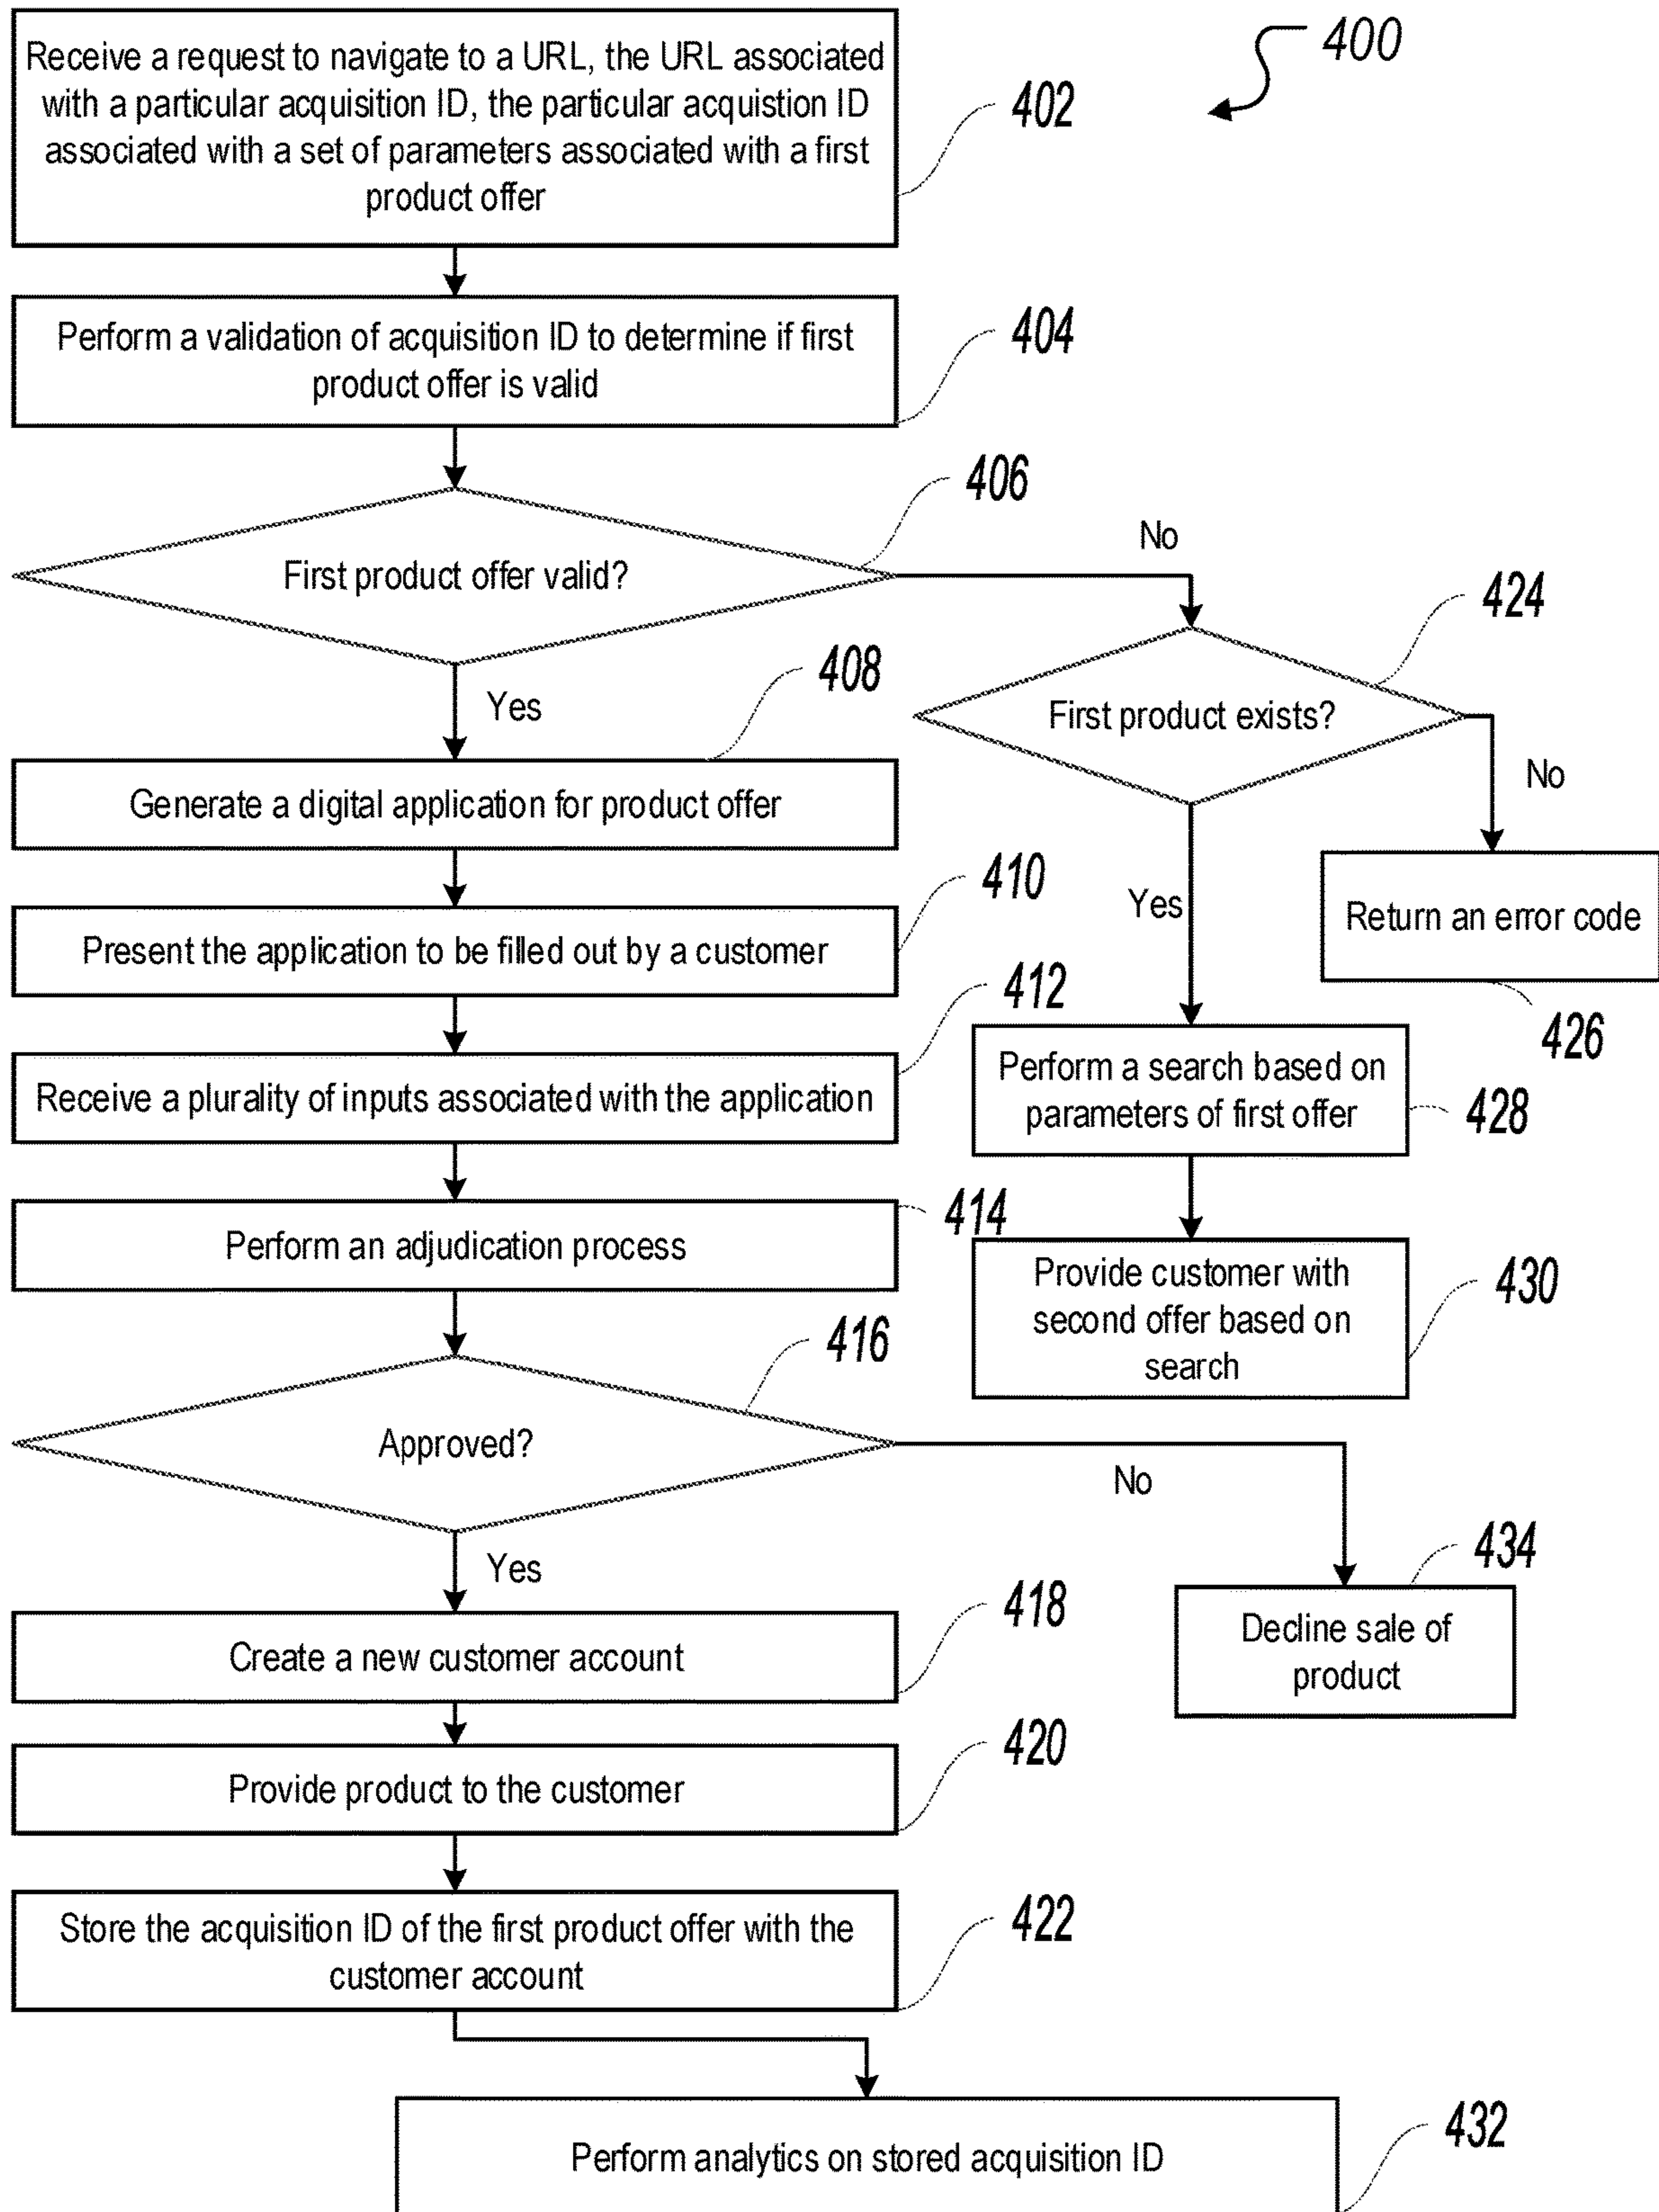 400
Receive a request to navigate to a URL, the URL associated
with a particular acquisition ID, the particular acquistion ID
associated with a set of parameters associated with a first
product offer
402
Perform a validation of acquisition ID to determine if first
product offer is valid
404
First product offer valid?
406
No
Yes
First product exists?
424
No
Yes
Return an error code
426
Generate a digital application for product offer
408
Present the application to be filled out by a customer
410
Receive a plurality of inputs associated with the application
412
Perform a search based on
parameters of first offer
428
Perform an adjudication process
414
Provide customer with
second offer based on
search
430
Approved?
416
No
Yes
Decline sale of
product
434
Create a new customer account
418
Provide product to the customer
420
Store the acquisition ID of the first product offer with the
customer account
422
Perform analytics on stored acquisition ID
432